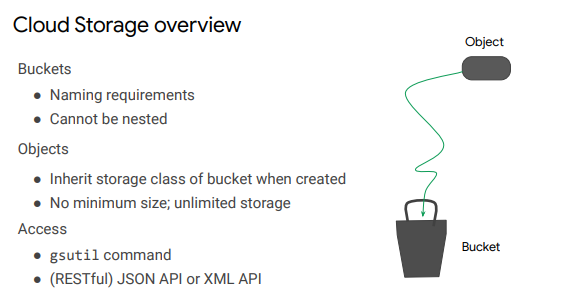 Cloud Storage overview
Object
Buckets
● Naming requirements
● Cannot be nested
Objects
● Inherit storage class of bucket when created
● No minimum size; unlimited storage
Access
● gsutil command
● (RESTful) JSON API or XML API
Bucket